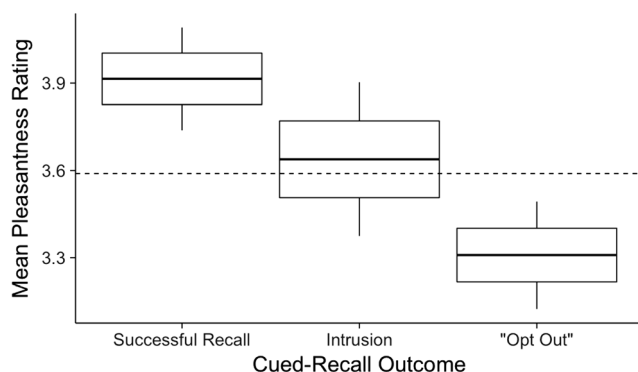 Mean Pleasantness Rating
3.9
3.6
3.3
Successful Recall
Intrusion
"Opt Out"
Cued-Recall Outcome